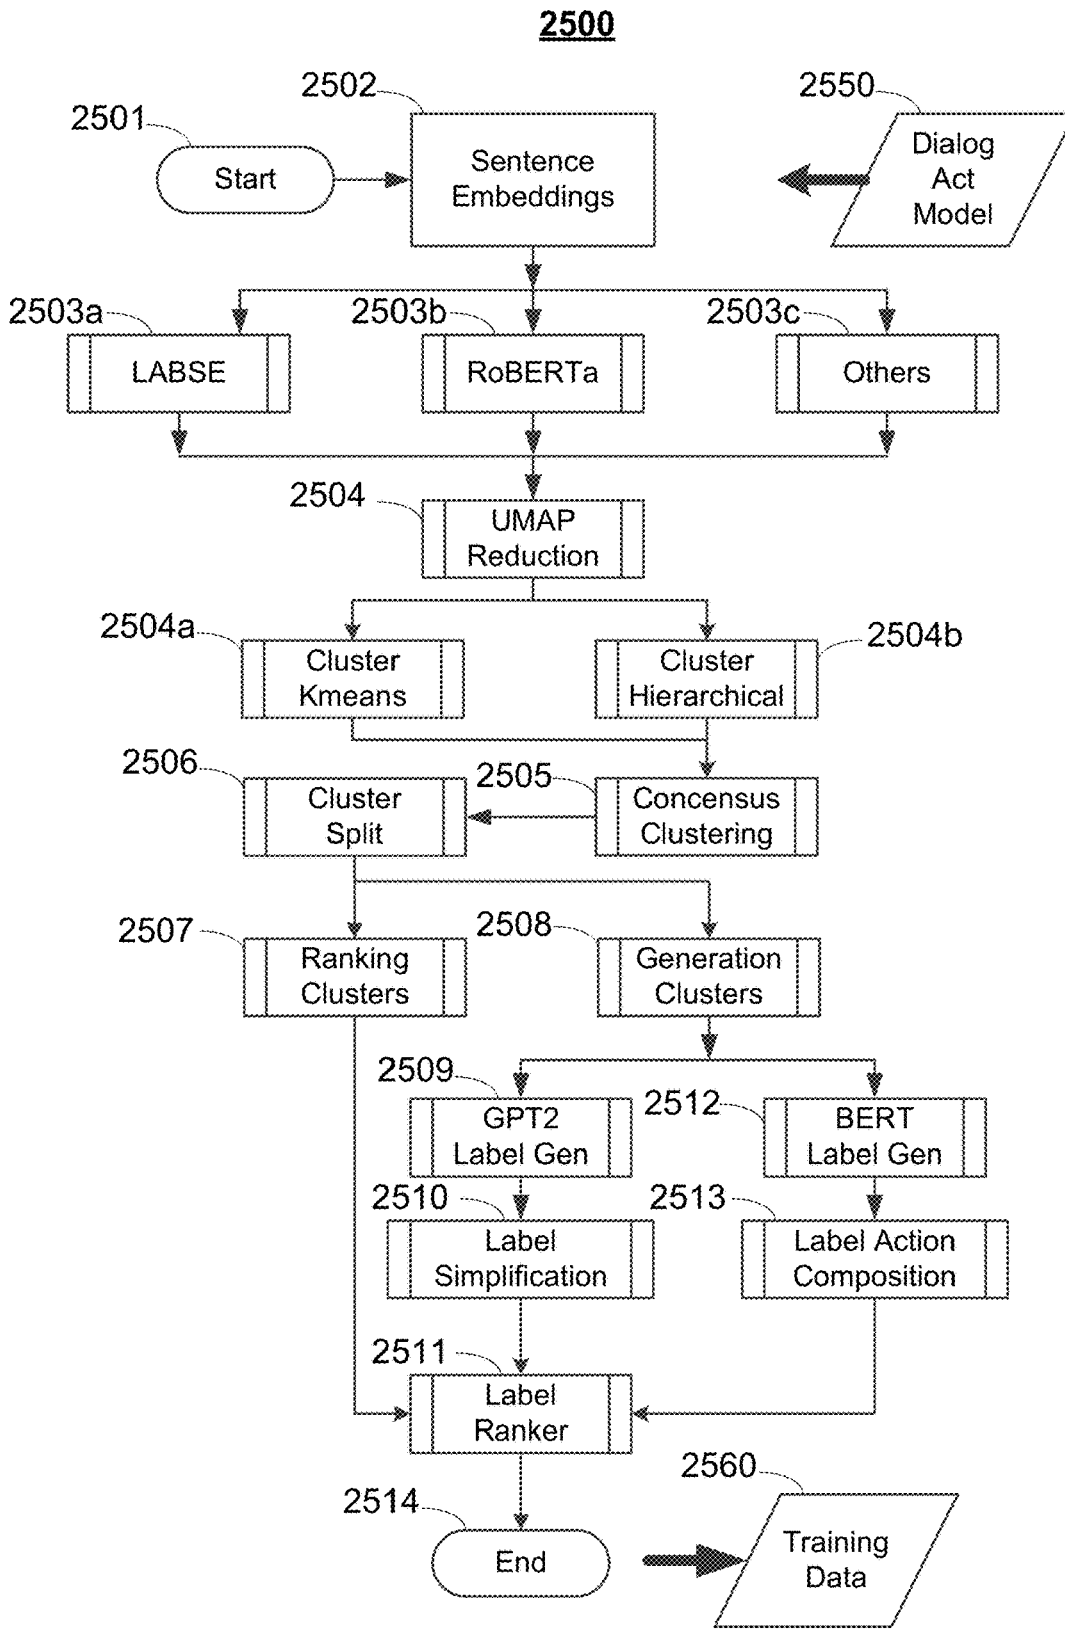 2500
2502
2550
2501
Start
Sentence
Embeddings
Dialog
Act
Model
2503a
2503b
2503c
LABSE
RoBERTa
Others
2504
UMAP
Reduction
2504a
2504b
Cluster
Kmeans
Cluster
Hierarchical
2506
2505
Cluster
Split
Concensus
Clustering
2507
2508
Ranking
Clusters
Generation
Clusters
2509
2512
GPT2
Label Gen
BERT
Label Gen
2510
2513
Label
Simplification
Label Action
Composition
2511
Label
Ranker
2560
2514
End
Training
Data